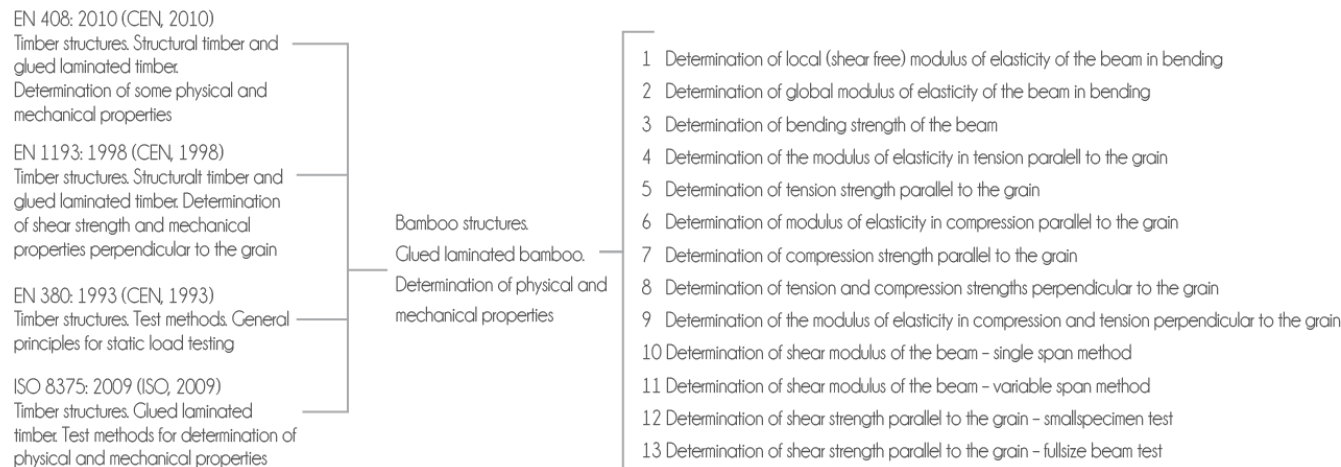 EN 408: 2010 (CEN, 2010)
Timber structures. Structural timber and
glued laminated timber.
Determination of some physical and
mechanical properties
EN 1193: 1998 (CEN, 1998)
Timber structures. Structuralt timber and
glued laminated timber. Determination
of shear strength and mechanical
properties perpendicular to the grain
EN 380: 1993 (CEN, 1993)
Timber structures. Test methods. General
principles for static load testing
ISO 8375: 2009 (ISO, 2009)
Timber structures. Glued laminated
timber. Test methods for determination of
physical and mechanical properties
Bamboo structures.
Glued laminated bamboo.
Determination of physical and
mechanical properties
1 Determination of local (shear free) modulus of elasticity of the beam in bending
2 Determination of global modulus of elasticity of the beam in bending
3 Determination of bending strength of the beam
4 Determination of the modulus of elasticity in tension paralell to the grain
5 Determination of tension strength parallel to the grain
6 Determination of modulus of elasticity in compression parallel to the grain
7 Determination of compression strength parallel to the grain
8 Determination of tension and compression strengths perpendicular to the grain
9 Determination of the modulus of elasticity in compression and tension perpendicular to the grain
10 Determination of shear modulus of the beam – single span method
11 Determination of shear modulus of the beam – variable span method
12 Determination of shear strength parallel to the grain – smallspecimen test
13 Determination of shear strength parallel to the grain – fullsize beam test